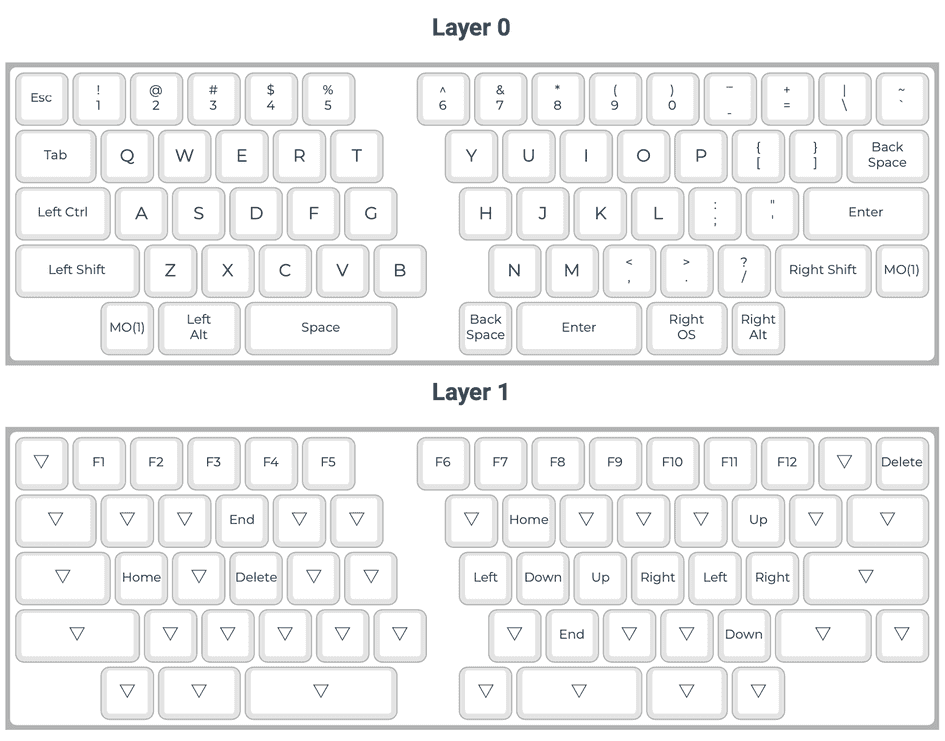 Layer 0
Esc ! 1 @ 2 # 3 $ 4 % 5 ^ 6 & 7 * 8 ( 9 ) 0 _ - + = | \ ~ `
Tab Q W E R T Y U I O P { [ } ] Back Space
Left Ctrl A S D F G H J K L : ; " ' Enter
Left Shift Z X C V B N M < , > . ? / Right Shift MO(1)
MO(1) Left Alt Space Back Space Enter Right OS Right Alt
Layer 1
▽ F1 F2 F3 F4 F5 F6 F7 F8 F9 F10 F11 F12 ▽ Delete
▽ ▽ ▽ End ▽ ▽ ▽ Home ▽ ▽ ▽ Up ▽ ▽
▽ Home ▽ Delete ▽ ▽ Left Down Up Right Left Right ▽
▽ ▽ ▽ ▽ ▽ ▽ ▽ End ▽ ▽ Down ▽ ▽
▽ ▽ ▽ ▽ ▽ ▽ ▽